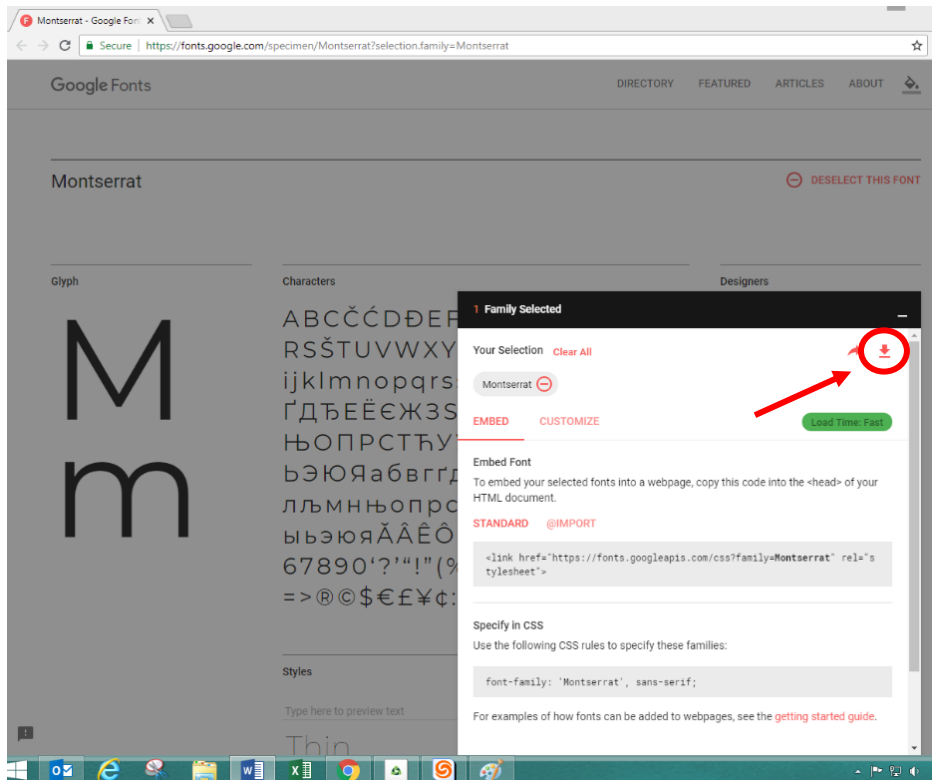 Montserrat - Google Fon
Secure
https://fonts.google.com/specimen/Montserrat?selection.family=Montserrat
Google Fonts
DIRECTORY
FEATURED
ARTICLES
ABOUT
Montserrat
DESELECT THIS FONT
Glyph
Characters
Designers
M
m
ABCČĆDĐEF
RSŠTUVWXY
ijklmnopqrs
ҐДЂЕЁЄЖЗЅ
ЊОПРСТЋУ
ЬЭЮЯабвгґд
лљмнњопрс
ыьэюяĂÂÊÔ
67890‘?’“!”(%
=>®©$€£¥¢:
Styles
Type here to preview text
Thin
1 Family Selected
Your Selection Clear All
Montserrat
EMBED
CUSTOMIZE
Load Time: Fast
Embed Font
To embed your selected fonts into a webpage, copy this code into the <head> of your
HTML document.
STANDARD
@IMPORT
<link href="https://fonts.googleapis.com/css?family=Montserrat" rel="s
tylesheet">
Specify in CSS
Use the following CSS rules to specify these families:
font-family: 'Montserrat', sans-serif;
For examples of how fonts can be added to webpages, see the getting started guide.